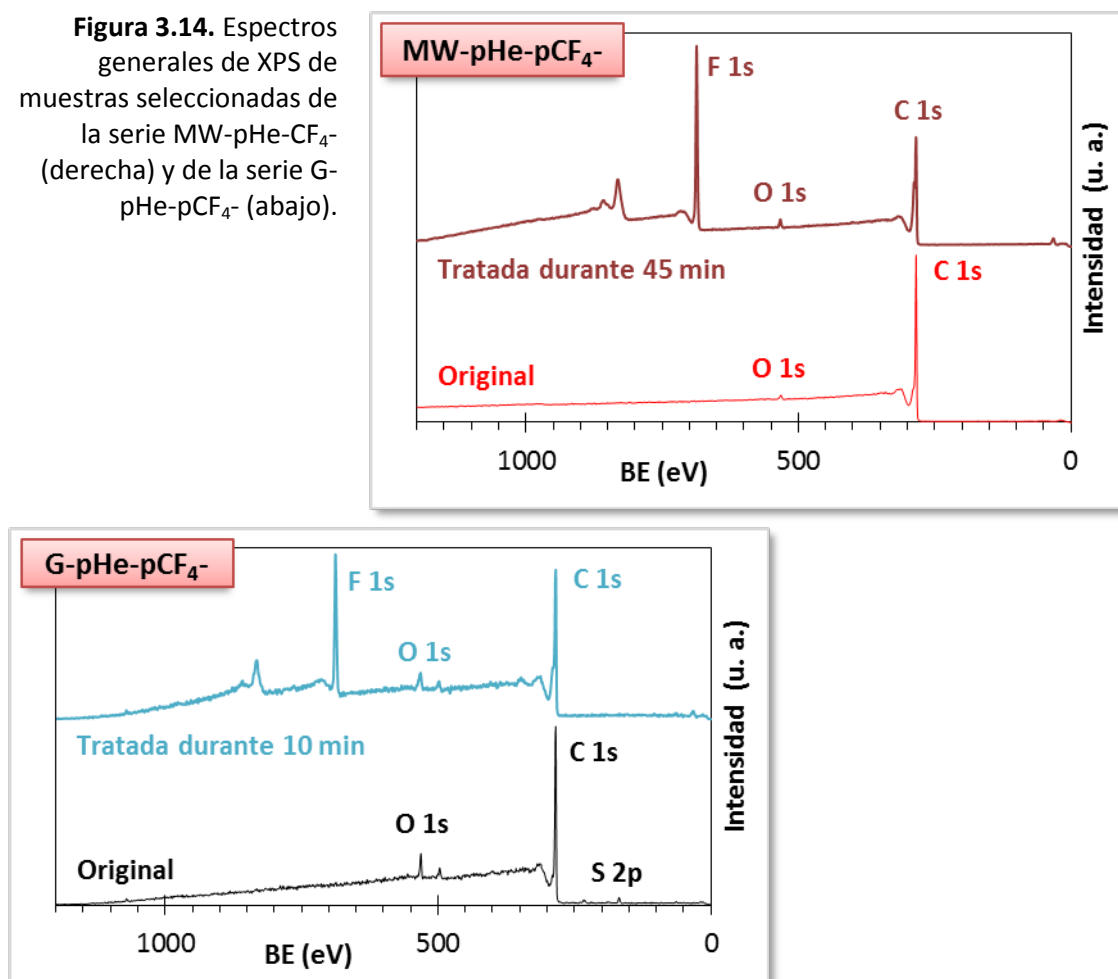 Figura 3.14. Espectros
generales de XPS de
muestras seleccionadas de
la serie MW-pHe-CF₄-
(derecha) y de la serie G-
pHe-pCF₄- (abajo).
MW-pHe-pCF₄-
F 1s
C 1s
O 1s
Tratada durante 45 min
C 1s
Original
O 1s
Intensidad (u. a.)
1000
500
0
BE (eV)
G-pHe-pCF₄-
F 1s
C 1s
O 1s
Tratada durante 10 min
C 1s
O 1s
Original
S 2p
Intensidad (u. a.)
1000
500
0
BE (eV)